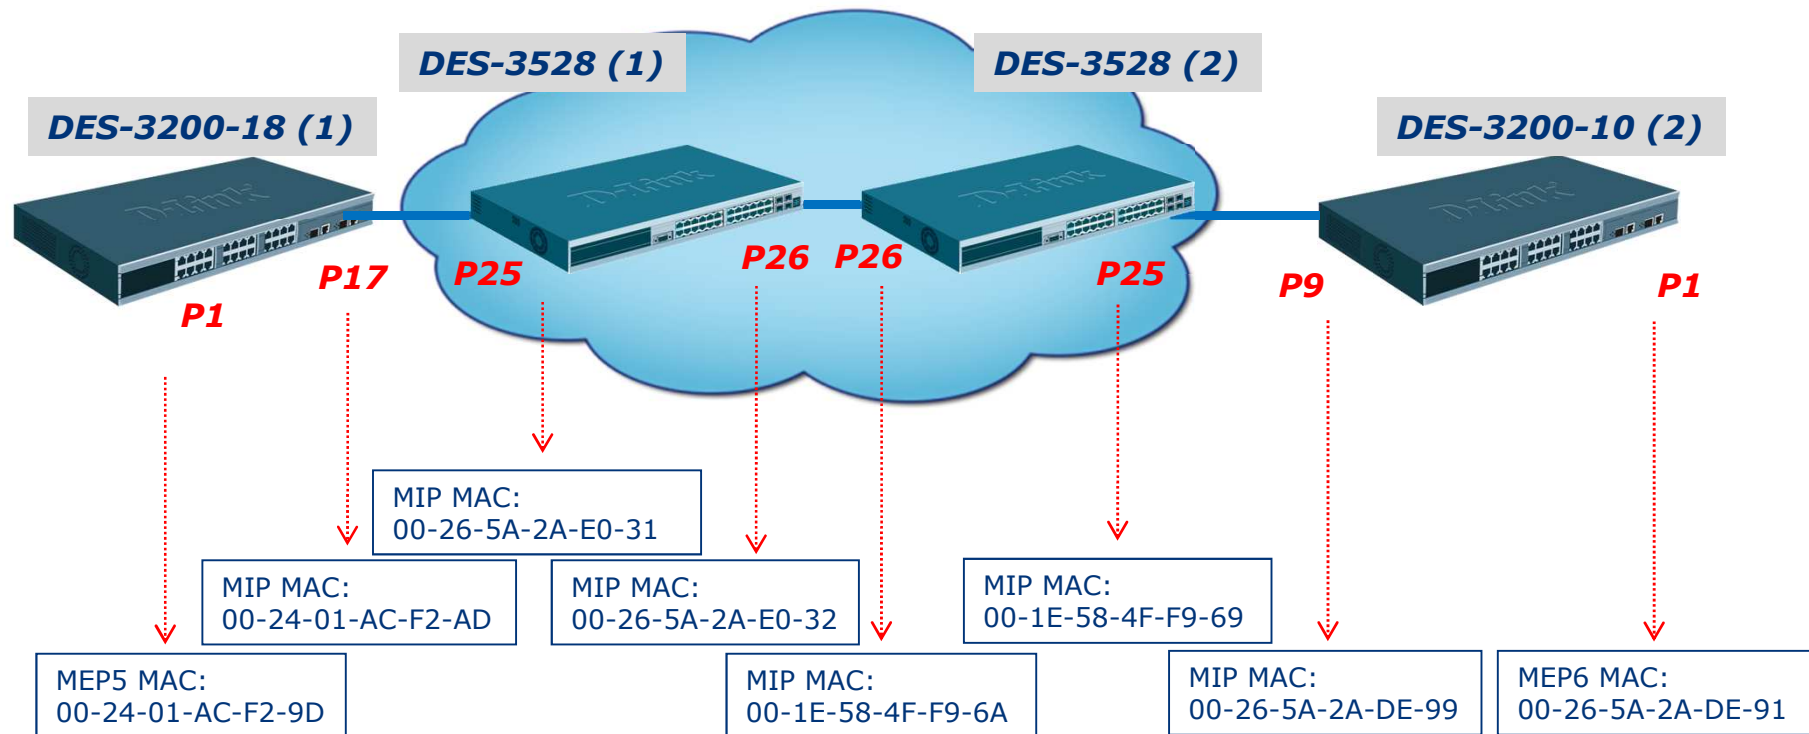 DES-3528 (1)
DES-3528 (2)
DES-3200-18 (1)
DES-3200-10 (2)
D-Link
D-Link
D-Link
D-Link
P1
P17
P25
P26
P26
P25
P9
P1
MIP MAC:
00-26-5A-2A-E0-31
MIP MAC:
00-24-01-AC-F2-AD
MIP MAC:
00-26-5A-2A-E0-32
MIP MAC:
00-1E-58-4F-F9-69
MEP5 MAC:
00-24-01-AC-F2-9D
MIP MAC:
00-1E-58-4F-F9-6A
MIP MAC:
00-26-5A-2A-DE-99
MEP6 MAC:
00-26-5A-2A-DE-91